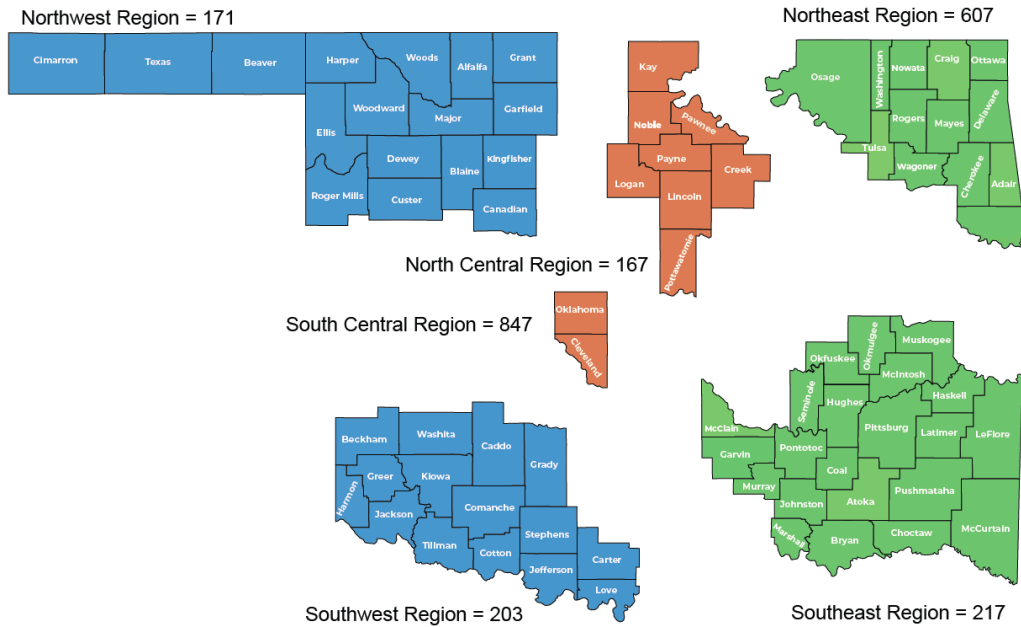 Northwest Region = 171
Cimarron
Texas
Beaver
Harper
Woods
Alfalfa
Grant
Woodward
Major
Garfield
Ellis
Dewey
Blaine
Kingfisher
Roger Mills
Custer
Canadian
North Central Region = 167
Kay
Noble
Pawnee
Payne
Logan
Creek
Lincoln
Pottawatomie
Northeast Region = 607
Osage
Washington
Nowata
Craig
Ottawa
Rogers
Mayes
Delaware
Tulsa
Wagoner
Cherokee
Adair
South Central Region = 847
Oklahoma
Cleveland
Beckham
Washita
Caddo
Grady
Greer
Kiowa
Harmon
Jackson
Comanche
Tillman
Cotton
Stephens
Jefferson
Carter
Love
Southwest Region = 203
Okfuskee
Okmulgee
Muskogee
McIntosh
Seminole
Hughes
Haskell
McClain
Pittsburg
Latimer
LeFlore
Garvin
Pontotoc
Coal
Murray
Johnston
Atoka
Pushmataha
McCurtain
Marshall
Bryan
Choctaw
Southeast Region = 217